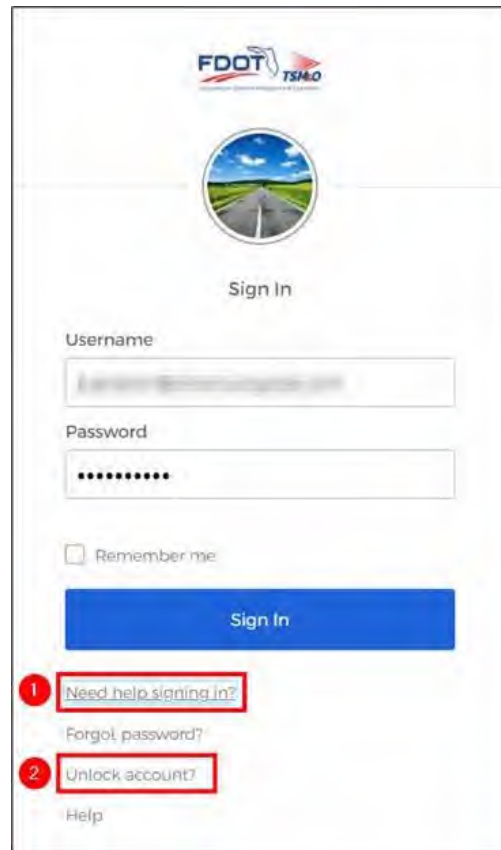 FDOT
TSM&O
Sign In
Username
Password
Remember me
Sign In
1 Need help signing in?
Forgot password?
2 Unlock account?
Help